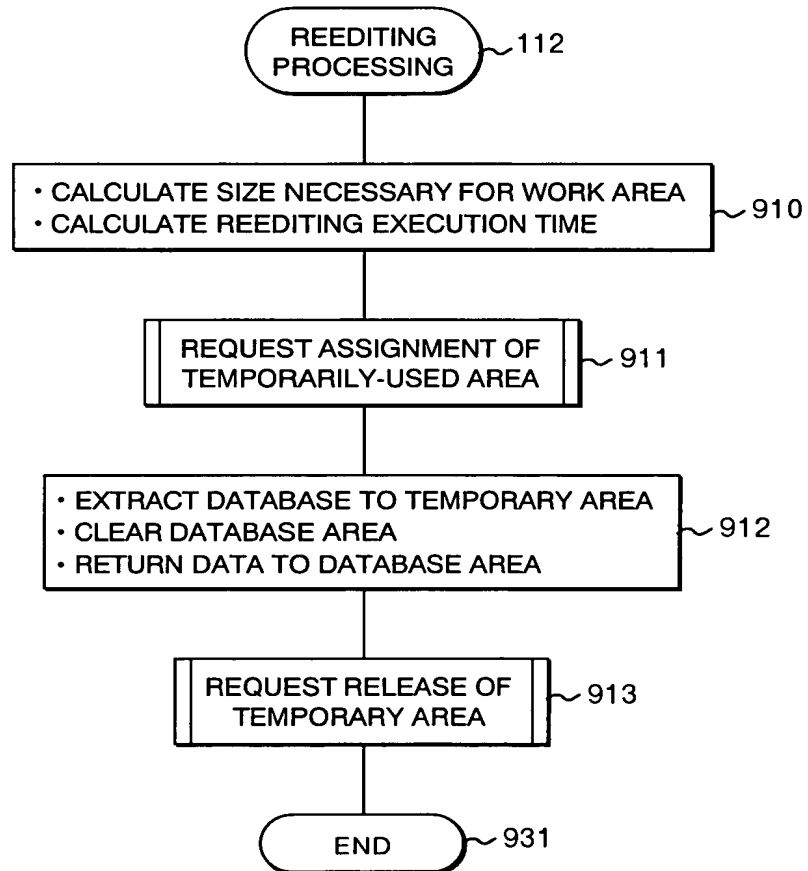 REEDITING
PROCESSING
112
· CALCULATE SIZE NECESSARY FOR WORK AREA
· CALCULATE REEDITING EXECUTION TIME
910
REQUEST ASSIGNMENT OF
TEMPORARILY-USED AREA
911
· EXTRACT DATABASE TO TEMPORARY AREA
· CLEAR DATABASE AREA
· RETURN DATA TO DATABASE AREA
912
REQUEST RELEASE OF
TEMPORARY AREA
913
END
931